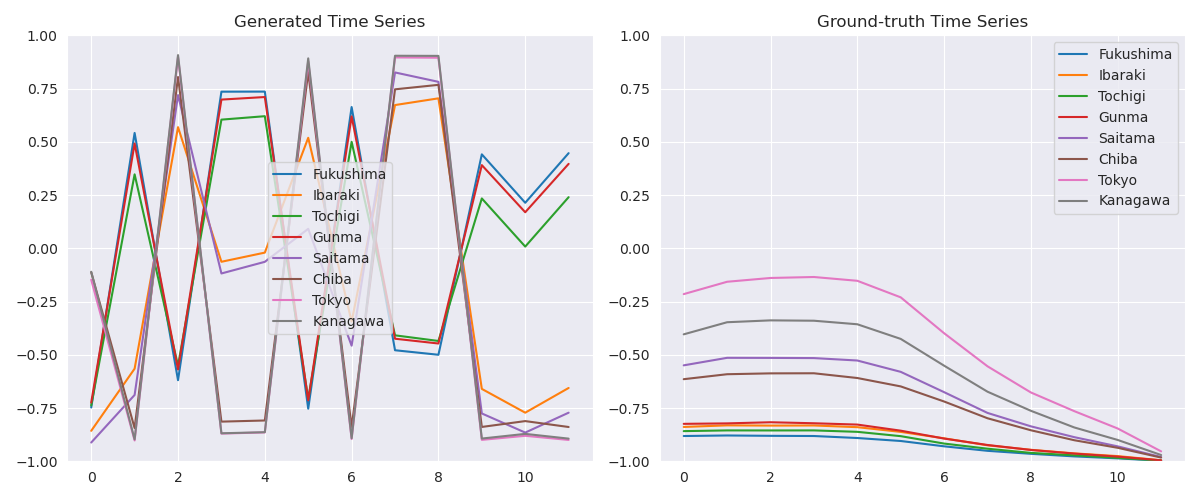 Generated Time Series
1.00
0.75
0.50
0.25
0.00
−0.25
−0.50
−0.75
−1.00
0
2
4
6
8
10
Fukushima
Ibaraki
Tochigi
Gunma
Saitama
Chiba
Tokyo
Kanagawa
Ground-truth Time Series
1.00
0.75
0.50
0.25
0.00
−0.25
−0.50
−0.75
−1.00
0
2
4
6
8
10
Fukushima
Ibaraki
Tochigi
Gunma
Saitama
Chiba
Tokyo
Kanagawa